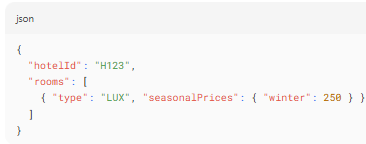 json
{
  "hotelId": "H123",
  "rooms": [
    { "type": "LUX", "seasonalPrices": { "winter": 250 } }
  ]
}